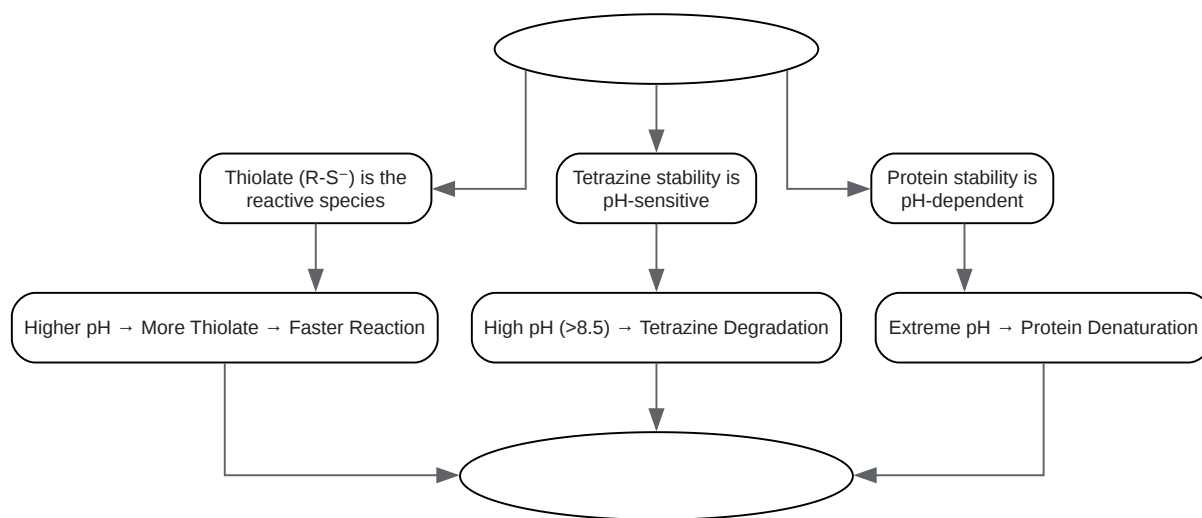 Thiolate (R-S⁻) is the
reactive species
Tetrazine stability is
pH-sensitive
Protein stability is
pH-dependent
Higher pH → More Thiolate → Faster Reaction
High pH (>8.5) → Tetrazine Degradation
Extreme pH → Protein Denaturation